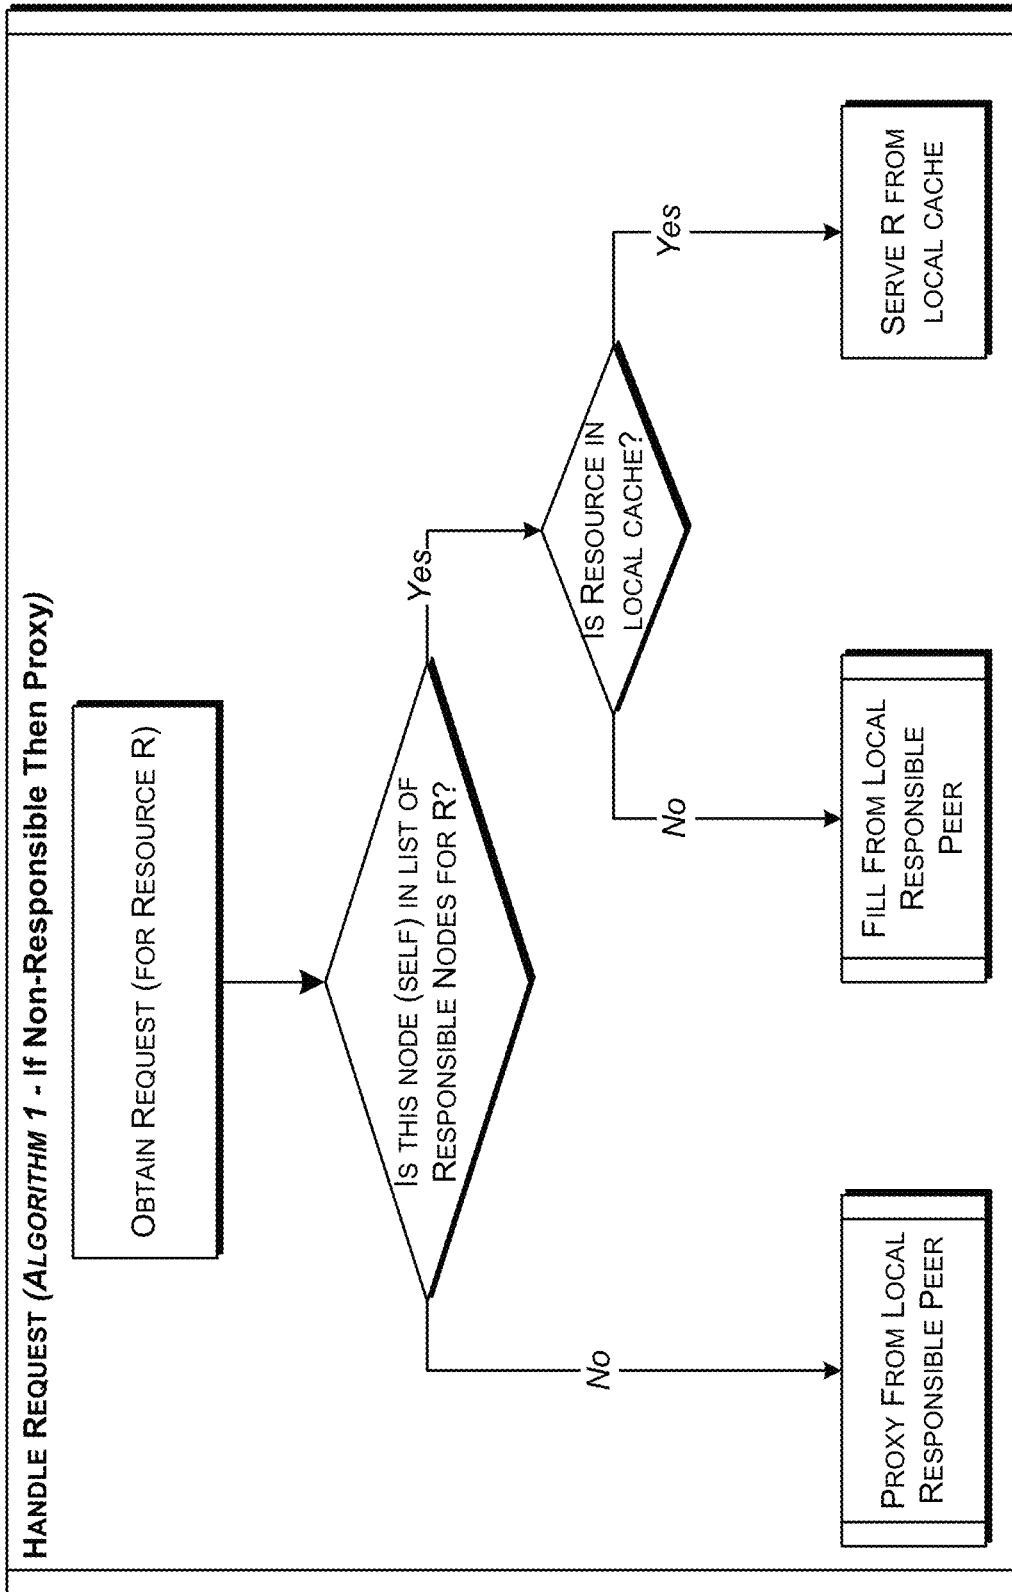 HANDLE REQUEST (ALGORITHM 1 - If Non-Responsible Then Proxy)
OBTAIN REQUEST (FOR RESOURCE R)
IS THIS NODE (SELF) IN LIST OF
RESPONSIBLE NODES FOR R?
No
Yes
IS RESOURCE IN
LOCAL CACHE?
No
Yes
PROXY FROM LOCAL
RESPONSIBLE PEER
FILL FROM LOCAL
RESPONSIBLE
PEER
SERVE R FROM
LOCAL CACHE